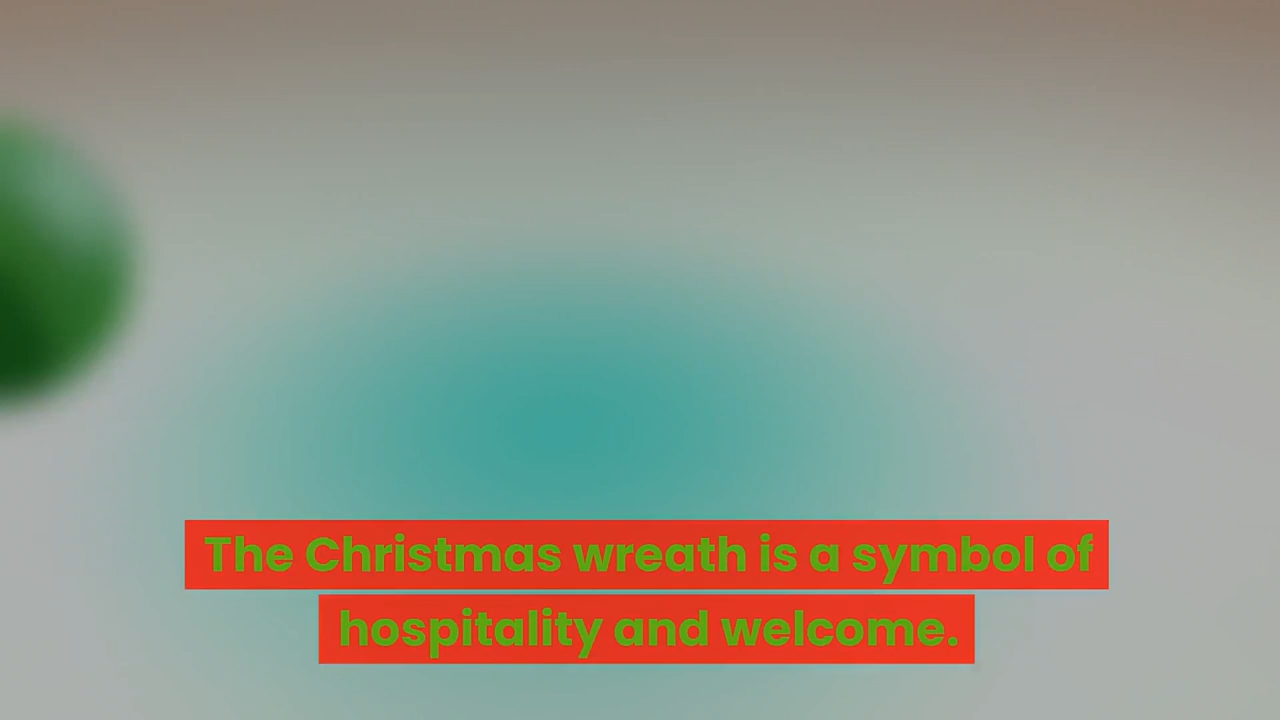 The Christmas wreath is a symbol of
hospitality and welcome.